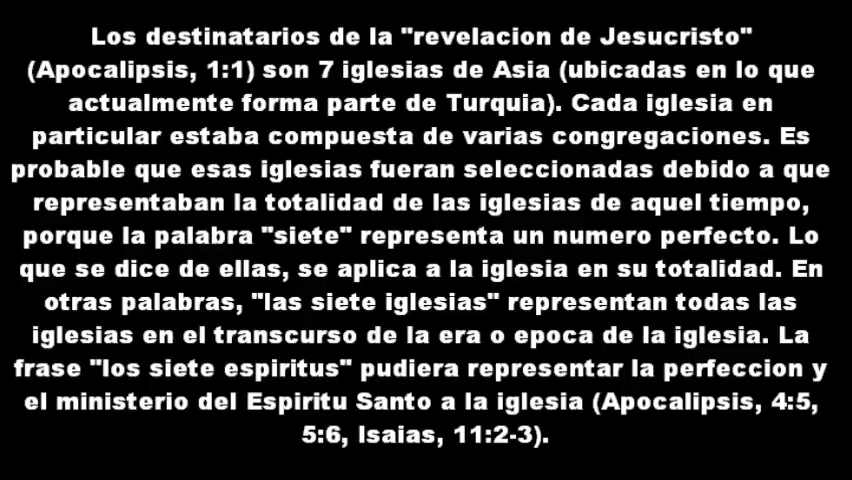 Los destinatarios de la "revelacion de Jesucristo"
(Apocalipsis, 1:1) son 7 iglesias de Asia (ubicadas en lo que
actualmente forma parte de Turquia). Cada iglesia en
particular estaba compuesta de varias congregaciones. Es
probable que esas iglesias fueran seleccionadas debido a que
representaban la totalidad de las iglesias de aquel tiempo,
porque la palabra "siete" representa un numero perfecto. Lo
que se dice de ellas, se aplica a la iglesia en su totalidad. En
otras palabras, "las siete iglesias" representan todas las
iglesias en el transcurso de la era o epoca de la iglesia. La
frase "los siete espiritus" pudiera representar la perfeccion y
el ministerio del Espiritu Santo a la iglesia (Apocalipsis, 4:5,
5:6, Isaias, 11:2-3).